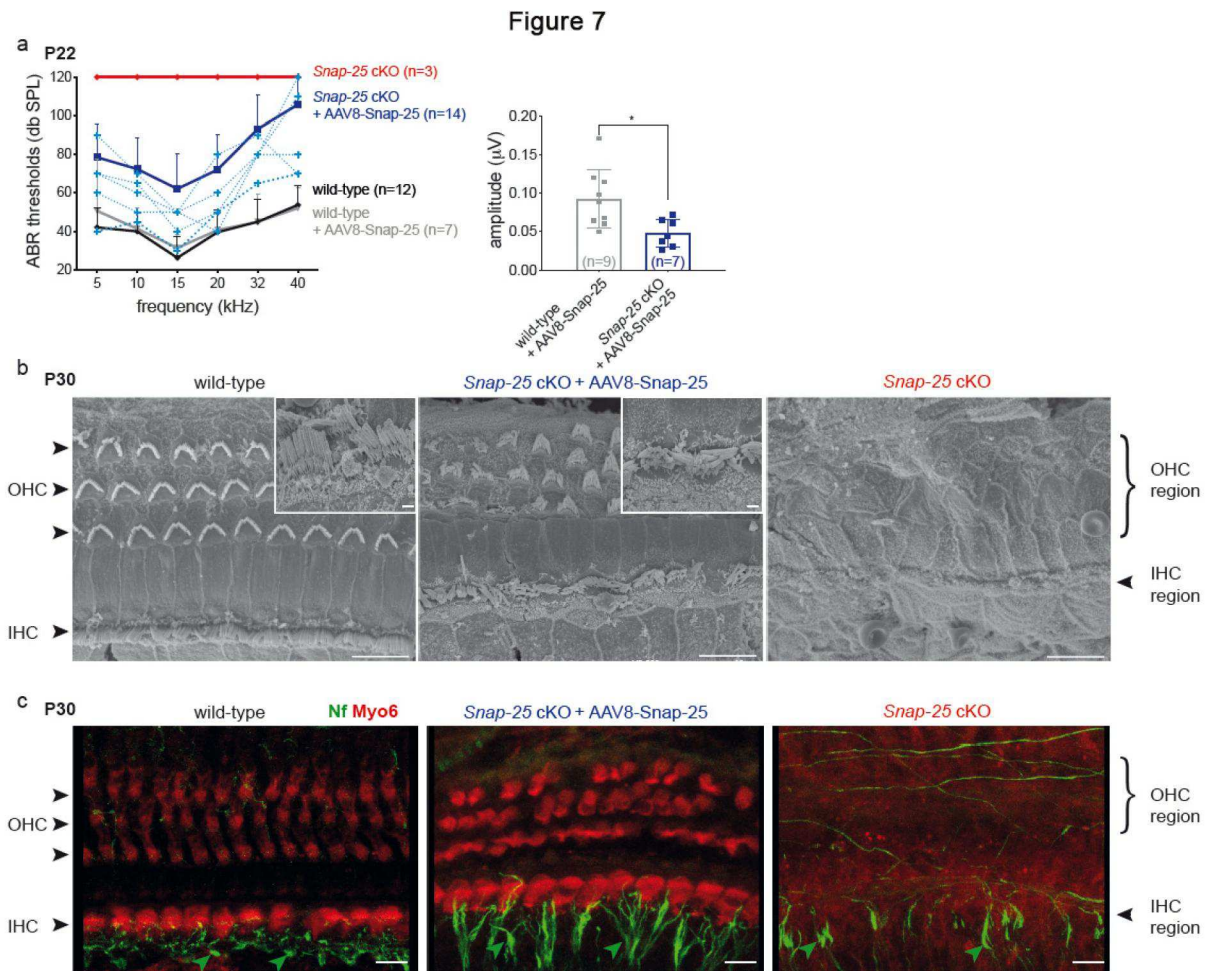 Figure 7
a P22
ABR thresholds (db SPL)
120
100
80
60
40
20
5 10 15 20 32 40
frequency (kHz)
Snap-25 cKO (n=3)
Snap-25 cKO
+ AAV8-Snap-25 (n=14)
wild-type (n=12)
wild-type
+ AAV8-Snap-25 (n=7)
amplitude (µV)
0.20
0.15
0.10
0.05
0.00
*
(n=9) (n=7)
wild-type
+ AAV8-Snap-25
Snap-25 cKO
+ AAV8-Snap-25
b
P30 wild-type Snap-25 cKO + AAV8-Snap-25 Snap-25 cKO
OHC
IHC
OHC
region
IHC
region
c
P30 wild-type Nf Myo6 Snap-25 cKO + AAV8-Snap-25 Snap-25 cKO
OHC
IHC
OHC
region
IHC
region